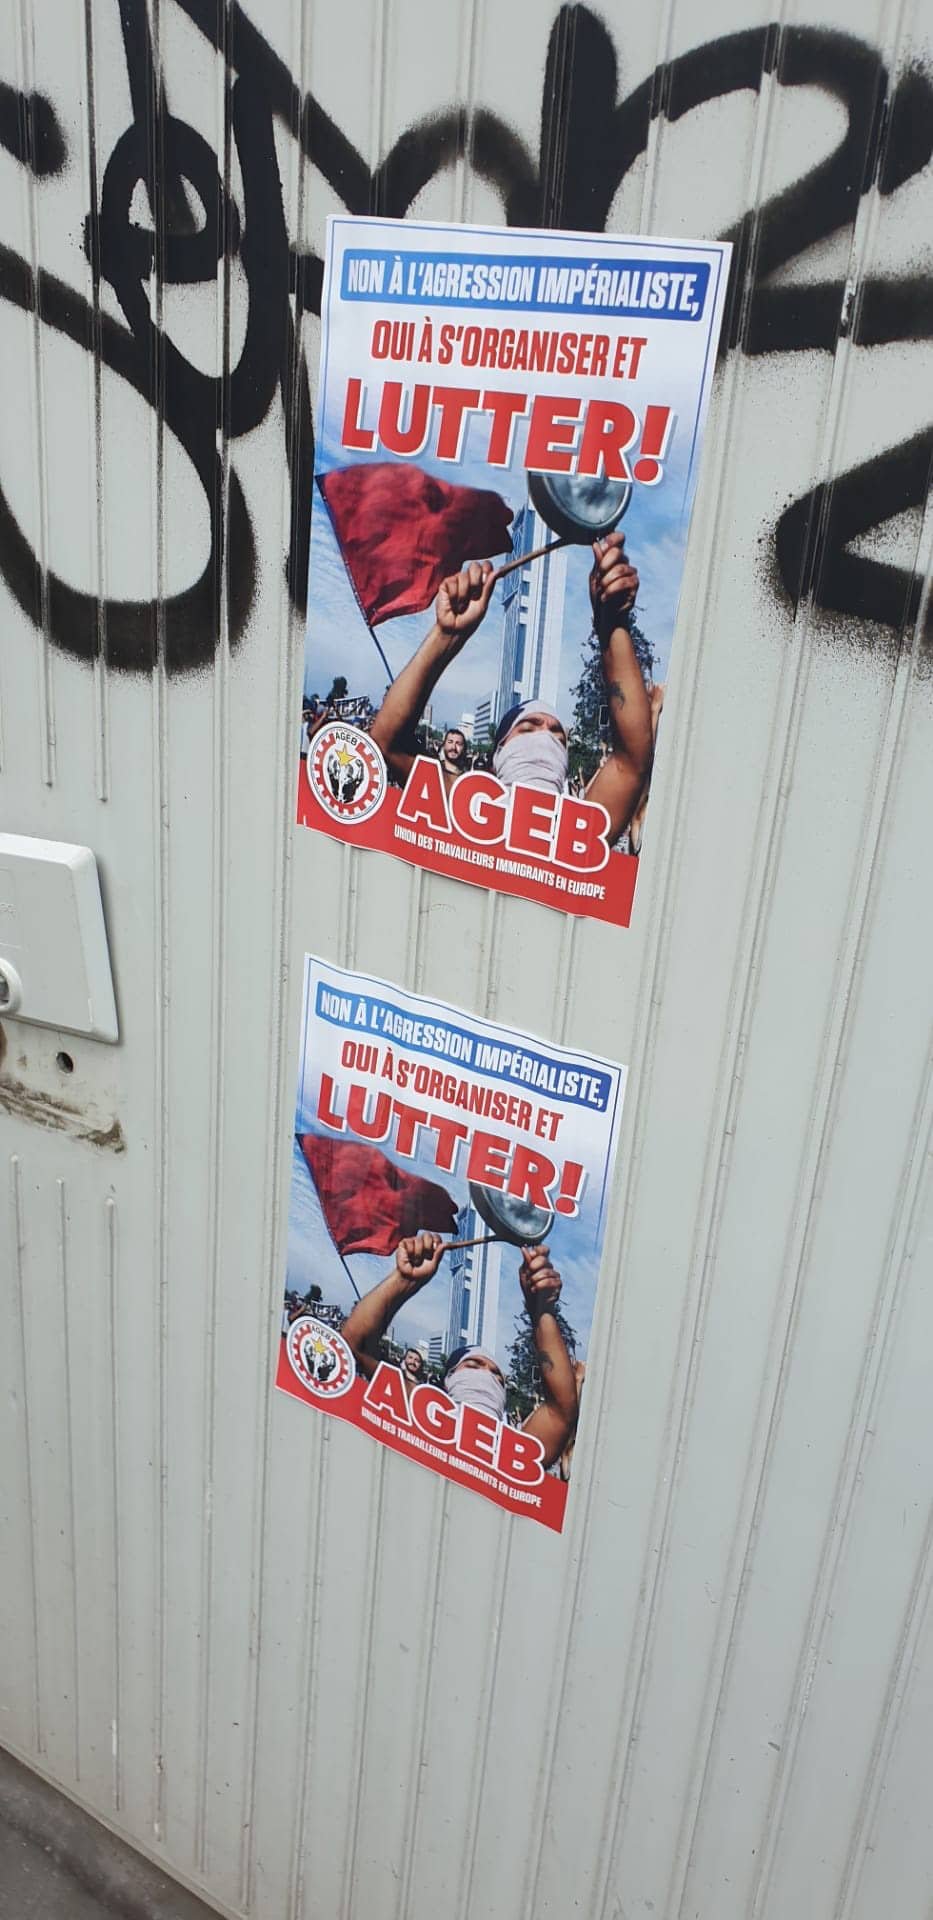 NON À L'AGRESSION IMPÉRIALISTE,
OUI À S'ORGANISER ET
LUTTER!
AGEB
AGEB
UNION DES TRAVAILLEURS IMMIGRANTS EN EUROPE
NON À L'AGRESSION IMPÉRIALISTE,
OUI À S'ORGANISER ET
LUTTER!
AGEB
AGEB
UNION DES TRAVAILLEURS IMMIGRANTS EN EUROPE